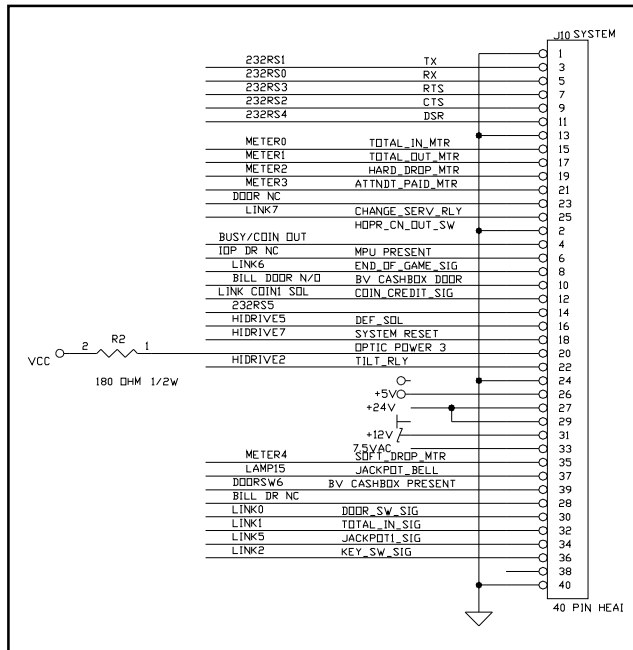 J10 SYSTEM
1
232RS1 TX 3
232RS0 RX 5
232RS3 RTS 7
232RS2 CTS 9
232RS4 DSR 11
13
METER0 TOTAL_IN_MTR 15
METER1 TOTAL_OUT_MTR 17
METER2 HARD_DROP_MTR 19
METER3 ATTNDT_PAID_MTR 21
DOOR NC 23
LINK7 CHANGE_SERV_RLY 25
HOPR_CN_OUT_SW 2
BUSY/COIN OUT 4
IOP DR NC MPU PRESENT 6
LINK6 END_OF_GAME_SIG 8
BILL DOOR N/O BV CASHBOX DOOR 10
LINK COIN1 SOL COIN_CREDIT_SIG 12
232RS5 14
HIDRIVE5 DEF_SOL 16
HIDRIVE7 SYSTEM RESET 18
VCC 2 R2 1 OPTIC POWER 3 20
180 OHM 1/2W
HIDRIVE2 TILT_RLY 22
24
+5V 26
+24V 27
29
+12V 31
7.5VAC 33
METER4 SOFT_DROP_MTR 35
LAMP15 JACKPOT_BELL 37
DOORSW6 BV CASHBOX PRESENT 39
BILL DR NC 28
LINK0 DOOR_SW_SIG 30
LINK1 TOTAL_IN_SIG 32
LINK5 JACKPOT1_SIG 34
LINK2 KEY_SW_SIG 36
38
40
40 PIN HEAI